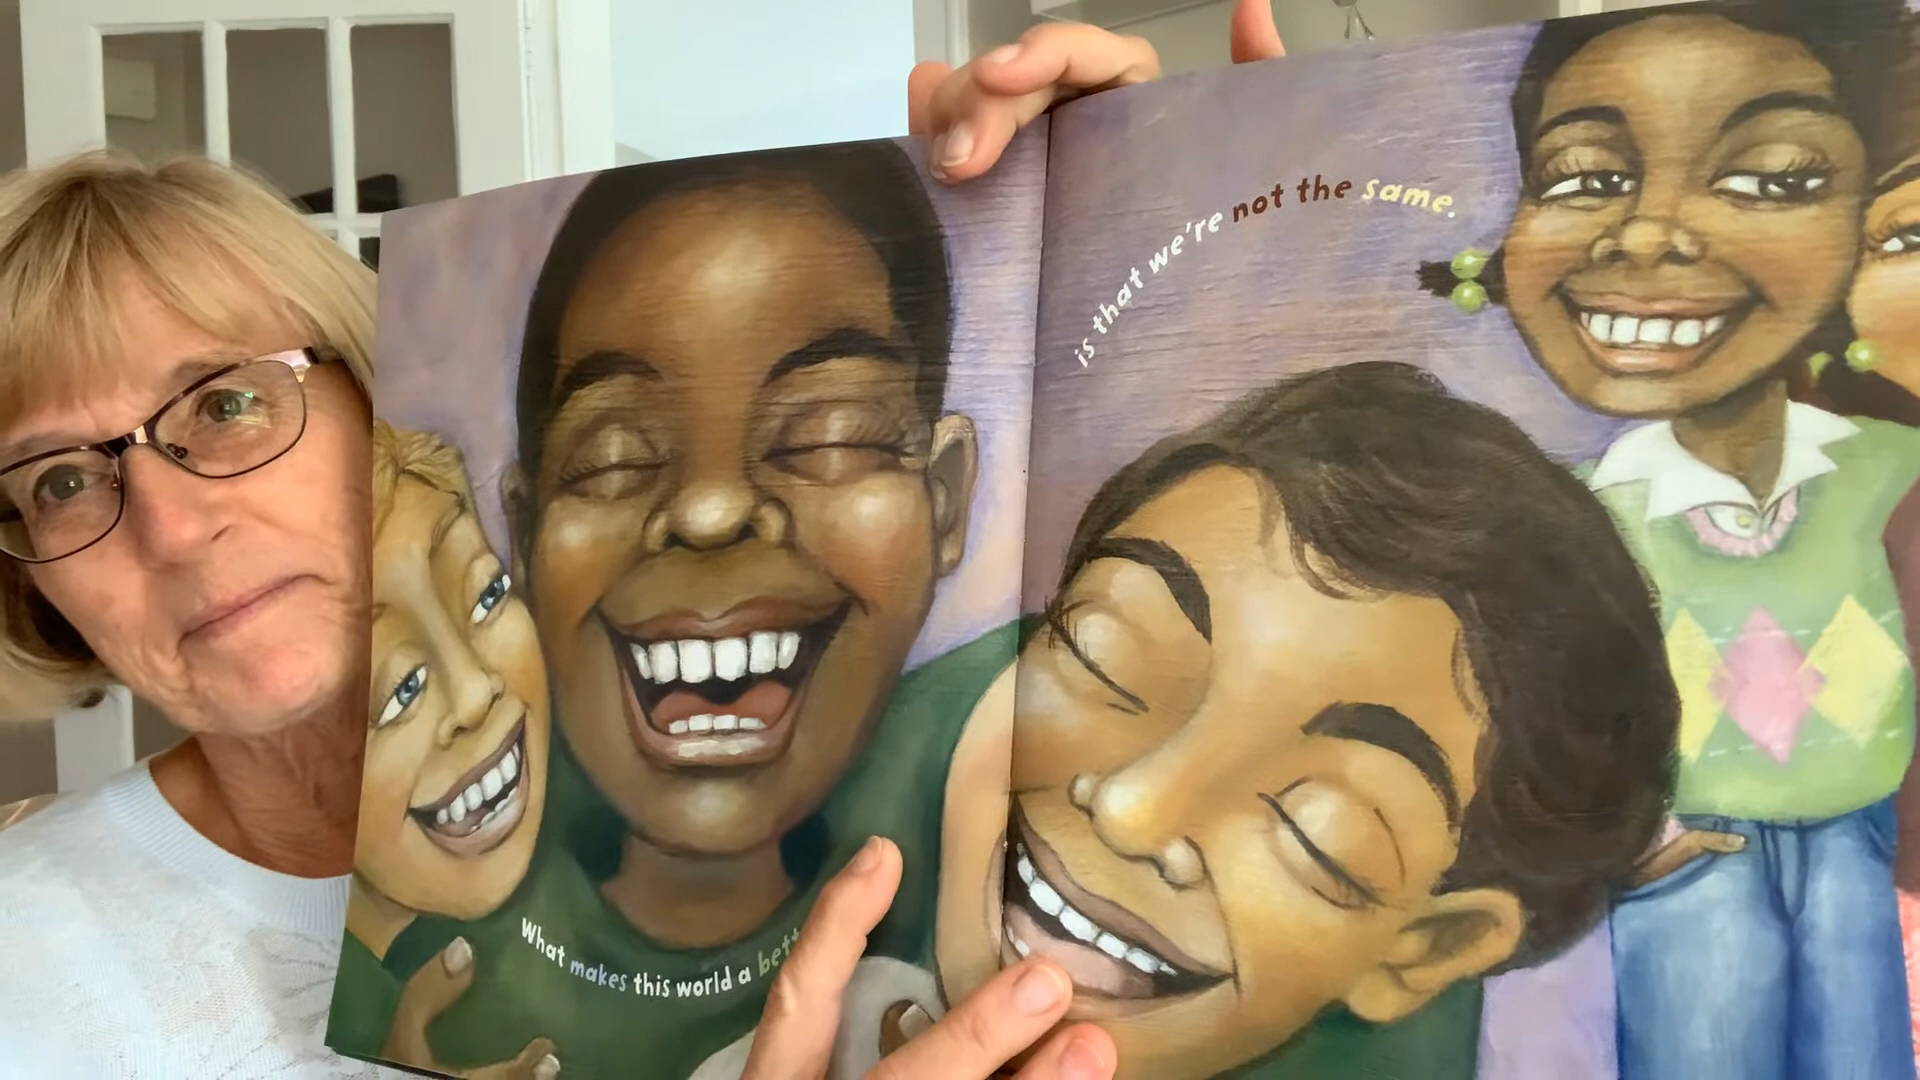 What makes this world a bett
is that we're not the same.